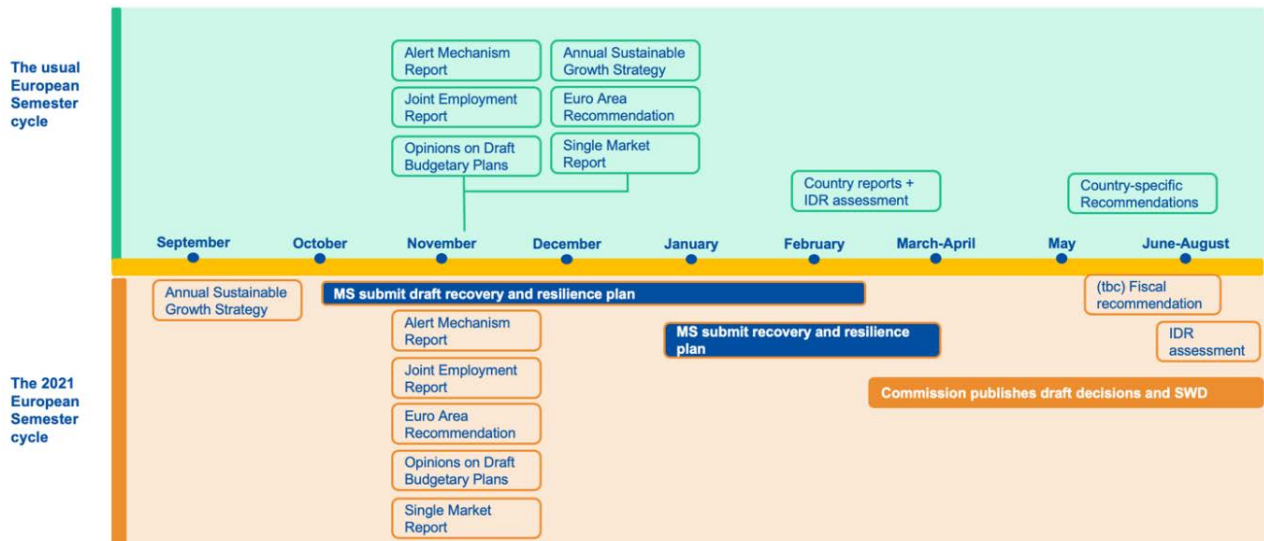 The usual
European
Semester
cycle
Alert Mechanism
Report
Annual Sustainable
Growth Strategy
Joint Employment
Report
Euro Area
Recommendation
Opinions on Draft
Budgetary Plans
Single Market
Report
Country reports +
IDR assessment
Country-specific
Recommendations
September
October
November
December
January
February
March-April
May
June-August
Annual Sustainable
Growth Strategy
MS submit draft recovery and resilience plan
(tbc) Fiscal
recommendation
Alert Mechanism
Report
MS submit recovery and resilience
plan
IDR
assessment
Joint Employment
Report
The 2021
European
Semester
cycle
Commission publishes draft decisions and SWD
Euro Area
Recommendation
Opinions on Draft
Budgetary Plans
Single Market
Report